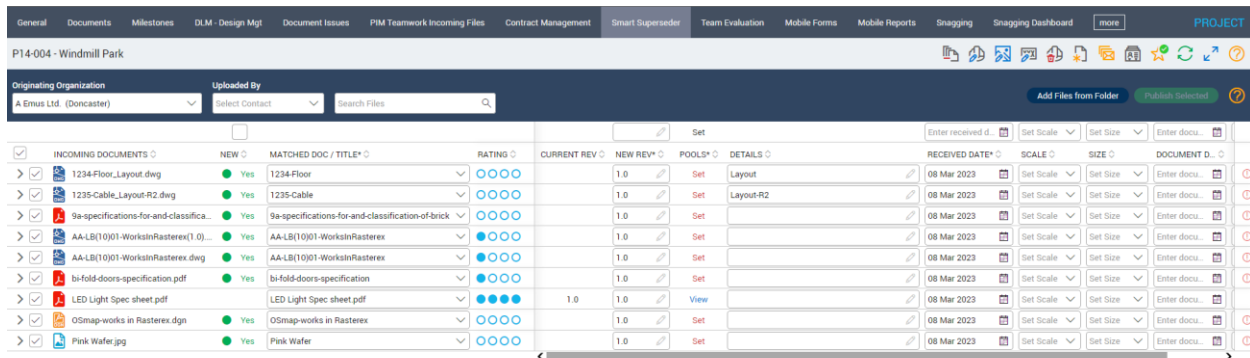 General Documents Milestones DLM - Design Mgt Document Issues PIM Teamwork Incoming Files Contract Management Smart Superseder Team Evaluation Mobile Forms Mobile Reports Snagging Snagging Dashboard more PROJECT
P14-004 - Windmill Park
Originating Organization Uploaded By
A Emus Ltd. (Doncaster) Select Contact Search Files Add Files from Folder Publish Selected
Set Enter received d... Set Scale Set Size Enter docu...
INCOMING DOCUMENTS NEW MATCHED DOC / TITLE* RATING CURRENT REV NEW REV* POOLS* DETAILS RECEIVED DATE* SCALE SIZE DOCUMENT D...
1234-Floor_Layout.dwg Yes 1234-Floor 1.0 Set Layout 08 Mar 2023 Set Scale Set Size Enter docu...
1235-Cable_Layout-R2.dwg Yes 1235-Cable 1.0 Set Layout-R2 08 Mar 2023 Set Scale Set Size Enter docu...
9a-specifications-for-and-classifica... Yes 9a-specifications-for-and-classification-of-brick 1.0 Set 08 Mar 2023 Set Scale Set Size Enter docu...
AA-LB(10)01-WorksInRasterex(1.0)... Yes AA-LB(10)01-WorksInRasterex 1.0 Set 08 Mar 2023 Set Scale Set Size Enter docu...
AA-LB(10)01-WorksInRasterex.dwg Yes AA-LB(10)01-WorksInRasterex 1.0 Set 08 Mar 2023 Set Scale Set Size Enter docu...
bi-fold-doors-specification.pdf Yes bi-fold-doors-specification 1.0 Set 08 Mar 2023 Set Scale Set Size Enter docu...
LED Light Spec sheet.pdf LED Light Spec sheet.pdf 1.0 1.0 View 08 Mar 2023 Set Scale Set Size Enter docu...
OSmap-works in Rasterex.dgn Yes OSmap-works in Rasterex 1.0 Set 08 Mar 2023 Set Scale Set Size Enter docu...
Pink Wafer.jpg Yes Pink Wafer 1.0 Set 08 Mar 2023 Set Scale Set Size Enter docu...